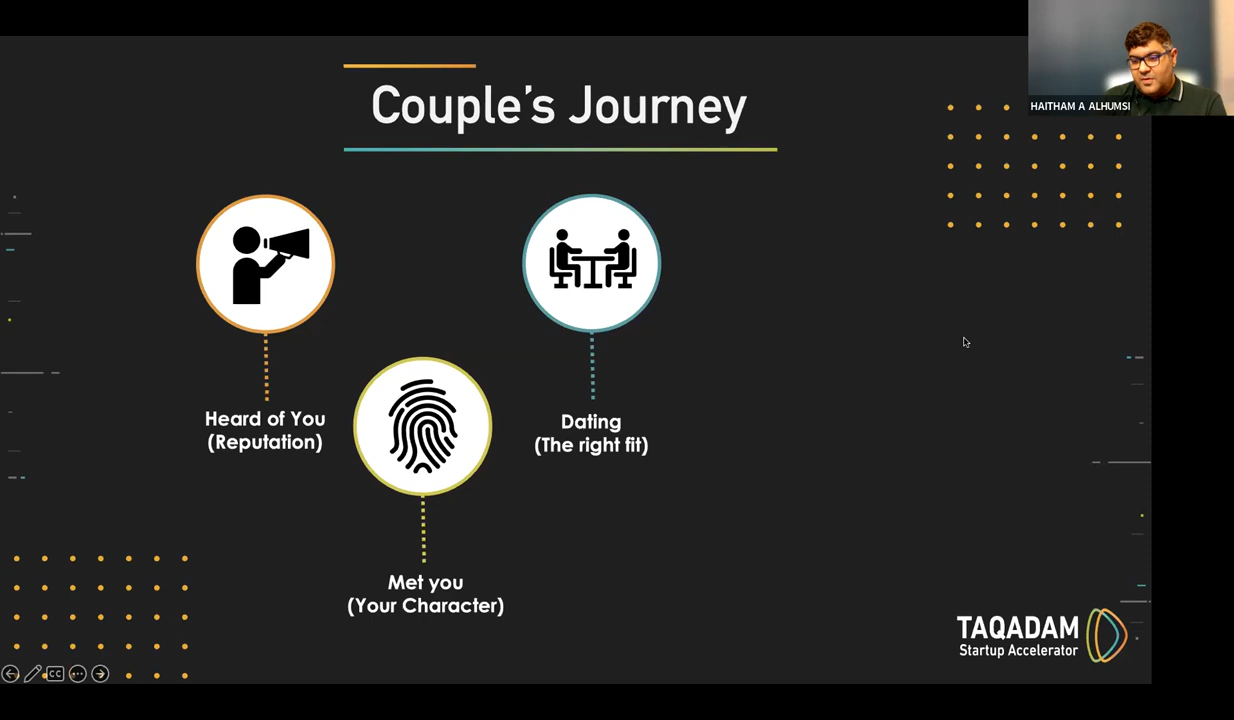 Couple's Journey
HAITHAM A ALHUMSI
Heard of You
(Reputation)
Dating
(The right fit)
Met you
(Your Character)
TAQADAM
Startup Accelerator
CC